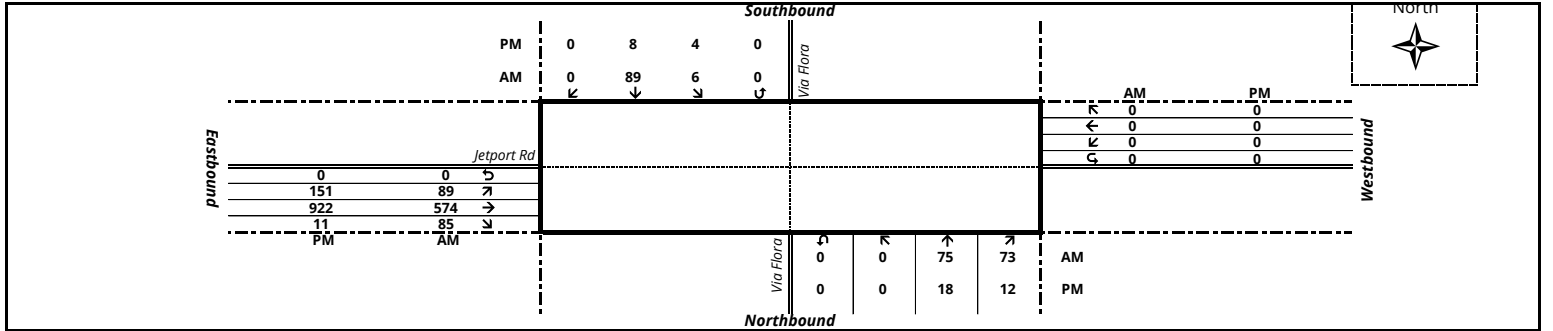 Southbound
North
PM 0 8 4 0
AM 0 89 6 0
Via Flora
AM PM
0 0
0 0
0 0
0 0
Westbound
Eastbound
Jetport Rd
0 0
151 89
922 574
11 85
PM AM
Via Flora
0 0 75 73 AM
0 0 18 12 PM
Northbound